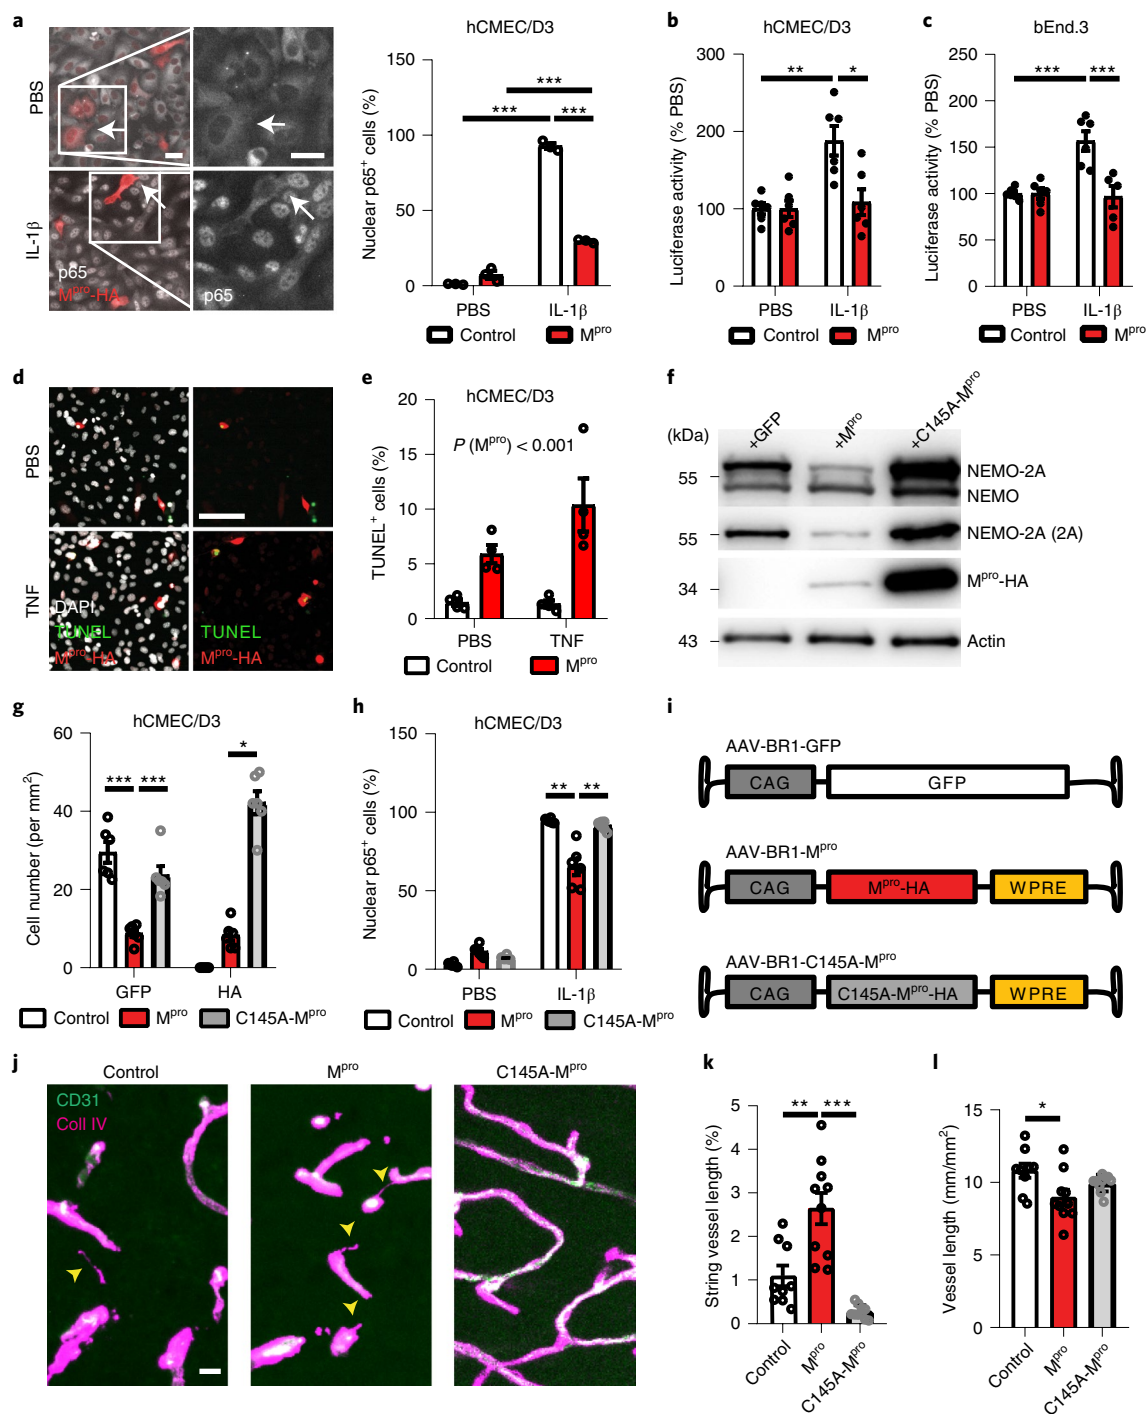 a
PBS
IL-1β
p65
Mpro-HA
p65
hCMEC/D3
Nuclear p65+ cells (%)
150
100
50
0
***
***
***
PBS
IL-1β
Control
Mpro
b
hCMEC/D3
Luciferase activity (% PBS)
300
200
100
0
**
*
PBS
IL-1β
Control
Mpro
c
bEnd.3
Luciferase activity (% PBS)
250
200
150
100
50
0
***
***
PBS
IL-1β
Control
Mpro
d
PBS
TNF
DAPI
TUNEL
Mpro-HA
TUNEL
Mpro-HA
e
hCMEC/D3
TUNEL+ cells (%)
20
15
10
5
0
P (Mpro) < 0.001
PBS
TNF
Control
Mpro
f
(kDa)
+GFP
+Mpro
+C145A-Mpro
55
NEMO-2A
NEMO
55
NEMO-2A (2A)
34
Mpro-HA
43
Actin
g
hCMEC/D3
Cell number (per mm2)
60
40
20
0
***
***
*
GFP
HA
Control
Mpro
C145A-Mpro
h
hCMEC/D3
Nuclear p65+ cells (%)
150
100
50
0
**
**
PBS
IL-1β
Control
Mpro
C145A-Mpro
i
AAV-BR1-GFP
CAG
GFP
AAV-BR1-Mpro
CAG
Mpro-HA
WPRE
AAV-BR1-C145A-Mpro
CAG
C145A-Mpro-HA
WPRE
j
Control
Mpro
C145A-Mpro
CD31
Coll IV
k
String vessel length (%)
5
4
3
2
1
0
**
***
Control
Mpro
C145A-Mpro
l
Vessel length (mm/mm2)
15
10
5
0
*
Control
Mpro
C145A-Mpro